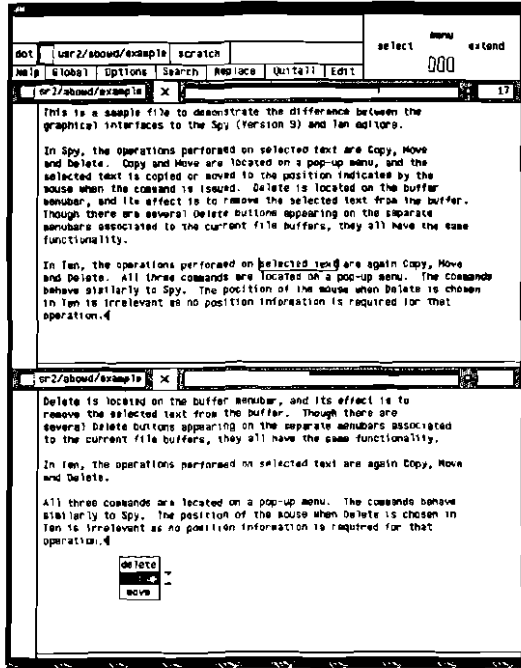 menu
select extend
dot usr2/abowd/example scratch
Help Global Options Search Replace Quitall Edit
sr2/abowd/example × 17
This is a sample file to demonstrate the difference between the
graphical interfaces to the Spy (Version 9) and Ian editors.
In Spy, the operations performed on selected text are Copy, Move
and Delete. Copy and Move are located on a pop-up menu, and the
selected text is copied or moved to the position indicated by the
mouse when the command is issued. Delete is located on the buffer
menubar, and its effect is to remove the selected text from the buffer.
Though there are several Delete buttons appearing on the separate
menubars associated to the current file buffers, they all have the same
functionality.
In Ten, the operations performed on selected text are again Copy, Move
and Delete. All three commands are located on a pop-up menu. The commands
behave similarly to Spy. The position of the mouse when Delete is chosen
in Ten is irrelevant as no position information is required for that
operation.
sr2/abowd/example ×
Delete is located on the buffer menubar, and its effect is to
remove the selected text from the buffer. Though there are
several Delete buttons appearing on the separate menubars associated
to the current file buffers, they all have the same functionality.
In Ten, the operations performed on selected text are again Copy, Move
and Delete.
All three commands are located on a pop-up menu. The commands behave
similarly to Spy. The position of the mouse when Delete is chosen in
Ten is irrelevant as no position information is required for that
operation.
delete
move